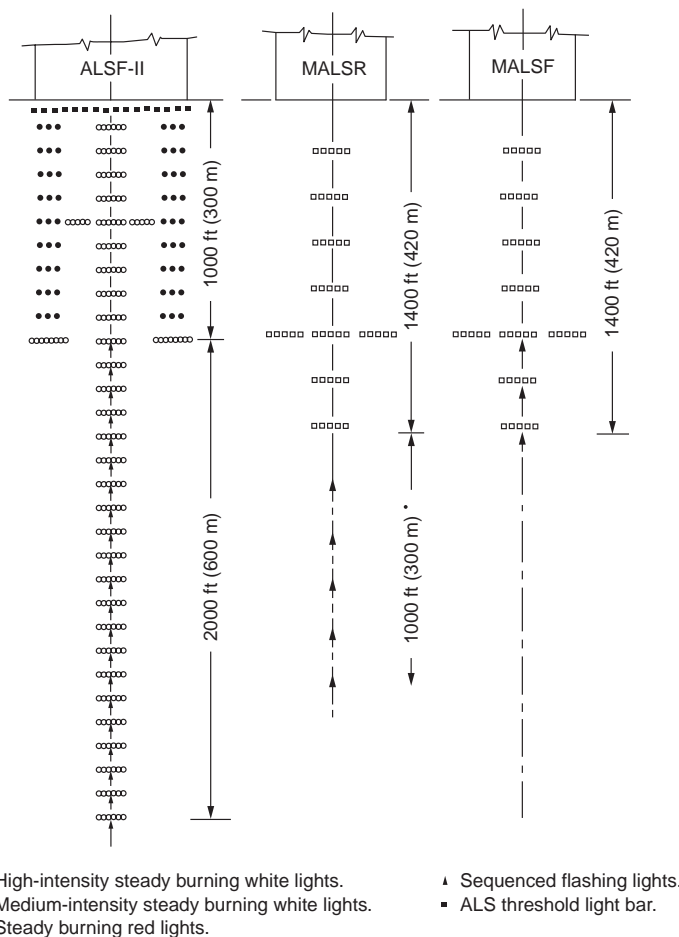 ALSF-II
MALSR
MALSF
1000 ft (300 m)
2000 ft (600 m)
1400 ft (420 m)
1000 ft (300 m) •
1400 ft (420 m)
High-intensity steady burning white lights.
Medium-intensity steady burning white lights.
Steady burning red lights.
Sequenced flashing lights.
ALS threshold light bar.